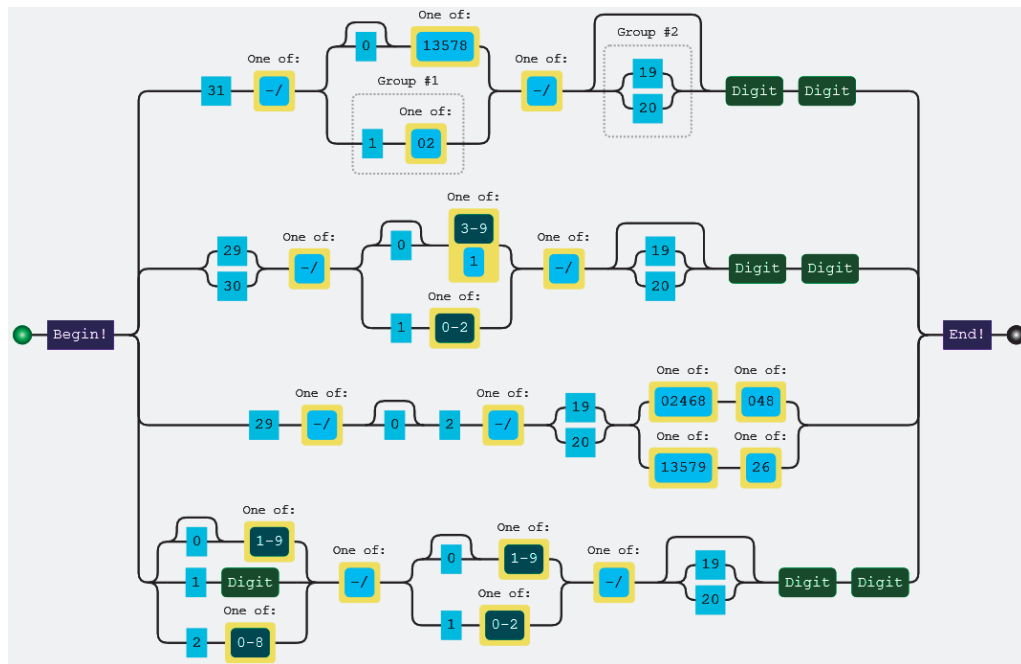 One of:
0
13578
Group #2
One of:
Group #1
One of:
19
31
-/
One of:
-/
Digit
Digit
20
1
02
One of:
3-9
29
One of:
0
1
One of:
19
-/
-/
Digit
Digit
30
One of:
20
1
0-2
Begin!
End!
One of:
One of:
One of:
One of:
19
02468
048
29
-/
0
2
-/
20
One of:
One of:
13579
26
One of:
One of:
0
1-9
One of:
0
1-9
One of:
19
1
Digit
-/
-/
Digit
Digit
One of:
One of:
20
2
0-8
1
0-2